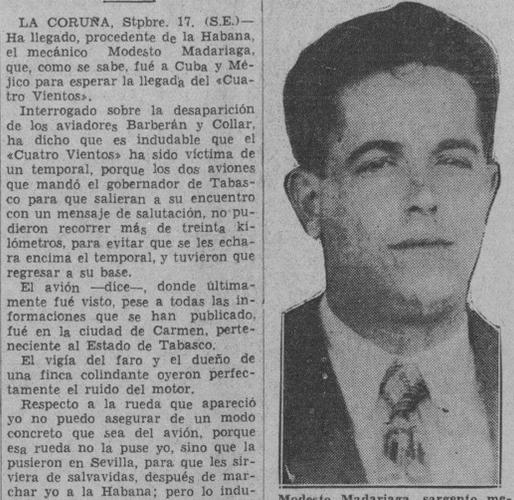 LA CORUÑA, Stpbre. 17. (S.E.)—
Ha llegado, procedente de la Habana,
el mecánico Modesto Madariaga,
que, como se sabe, fué a Cuba y Mé-
jico para esperar la llegada del «Cua-
tro Vientos».
Interrogado sobre la desaparición
de los aviadores Barberán y Collar,
ha dicho que es indudable que el
«Cuatro Vientos» ha sido víctima de
un temporal, porque los dos aviones
que mandó el gobernador de Tabas-
co para que salieran a su encuentro
con un mensaje de salutación, no pu-
dieron recorrer más de treinta ki-
lómetros, para evitar que se les echa-
ra encima el temporal, y tuvieron que
regresar a su base.
El avión —dice—, donde última-
mente fué visto, pese a todas las in-
formaciones que se han publicado,
fué en la ciudad de Carmen, perte-
neciente al Estado de Tabasco.
El vigía del faro y el dueño de
una finca colindante oyeron perfec-
tamente el ruido del motor.
Respecto a la rueda que apareció
yo no puedo asegurar de un modo
concreto que sea del avión, porque
esa rueda no la puse yo, sino que la
pusieron en Sevilla, para que les sir-
viera de salvavidas, después de mar-
char yo a la Habana; pero lo indu-
Modesto Madariaga, sargento me-